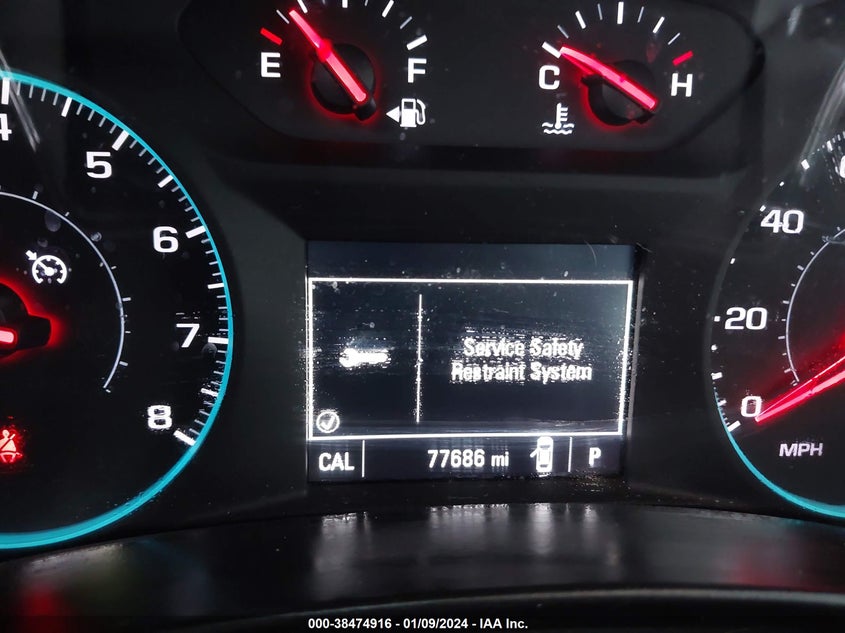 E F
C H
4
5
6
7
8
40
20
0
MPH
Service Safety
Restraint System
CAL 77686 mi P
000-38474916 - 01/09/2024 - IAA Inc.